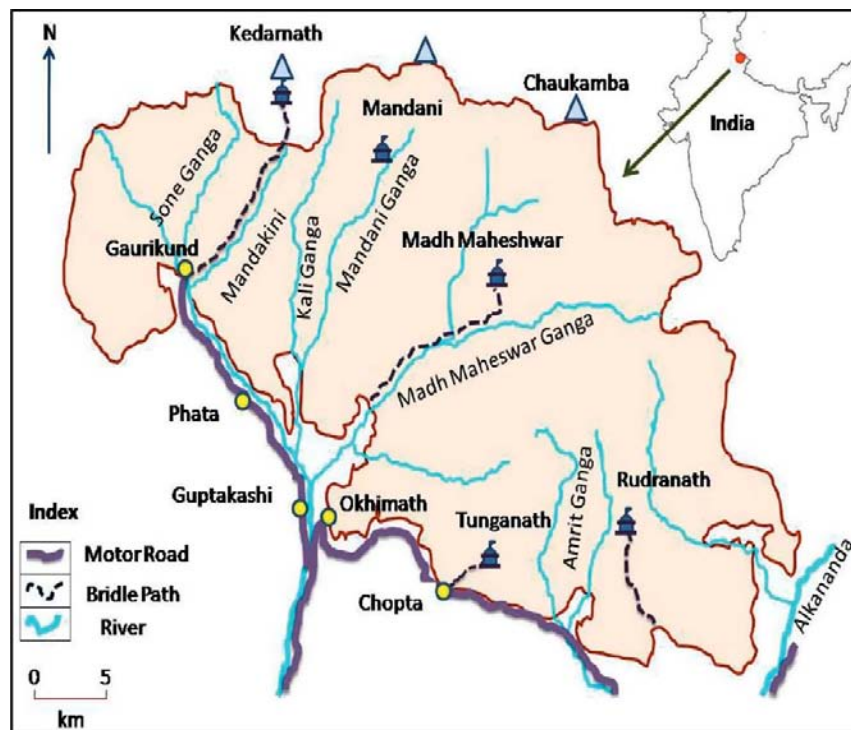 N
Kedarnath
Chaukamba
Mandani
India
Sone Ganga
Mandani Ganga
Madh Maheshwar
Gaurikund
Mandakini
Kali Ganga
Madh Maheswar Ganga
Phata
Rudranath
Guptakashi
Okhimath
Amrit Ganga
Tunganath
Index
Motor Road
Chopta
Alkananda
Bridle Path
River
0 5
km